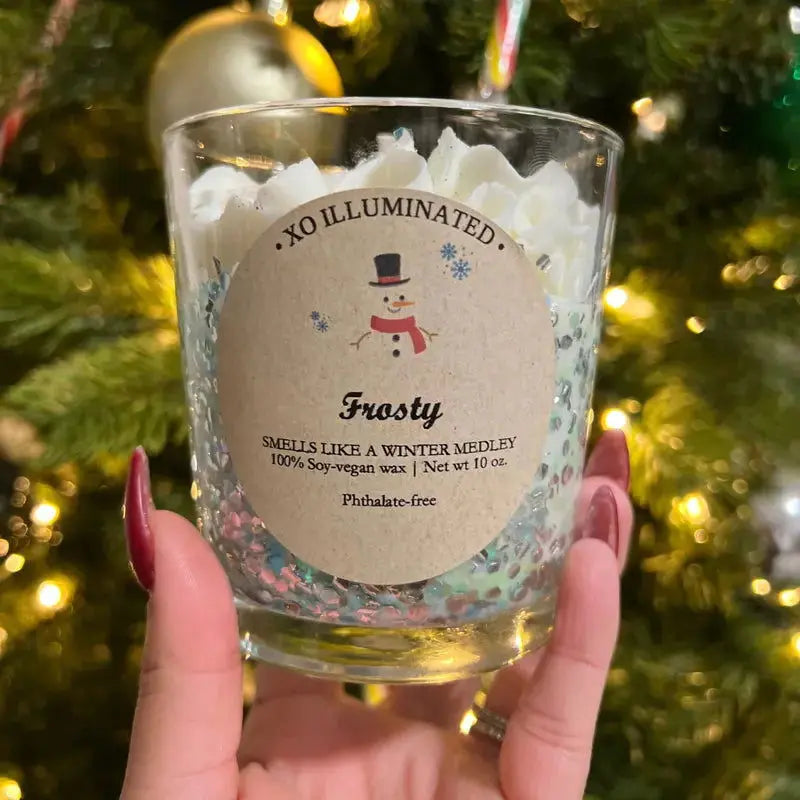 • XO ILLUMINATED •
Frosty
SMELLS LIKE A WINTER MEDLEY
100% Soy-vegan wax | Net wt 10 oz.
Phthalate-free